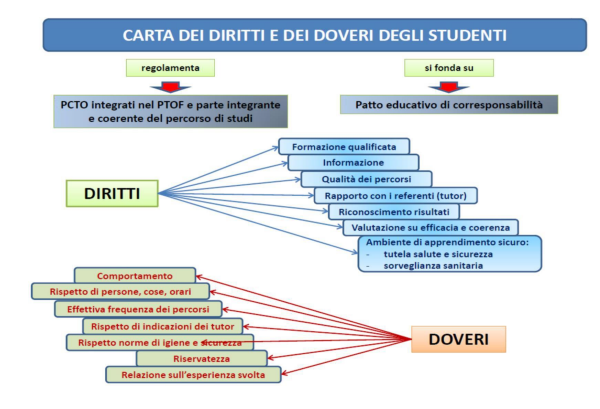 CARTA DEI DIRITTI E DEI DOVERI DEGLI STUDENTI
regolamenta
si fonda su
PCTO integrati nel PTOF e parte integrante
e coerente del percorso di studi
Patto educativo di corresponsabilità
DIRITTI
Formazione qualificata
Informazione
Qualità dei percorsi
Rapporto con i referenti (tutor)
Riconoscimento risultati
Valutazione su efficacia e coerenza
Ambiente di apprendimento sicuro:
- tutela salute e sicurezza
- sorveglianza sanitaria
Comportamento
Rispetto di persone, cose, orari
Effettiva frequenza dei percorsi
Rispetto di indicazioni dei tutor
Rispetto norme di igiene e sicurezza
Riservatezza
Relazione sull'esperienza svolta
DOVERI